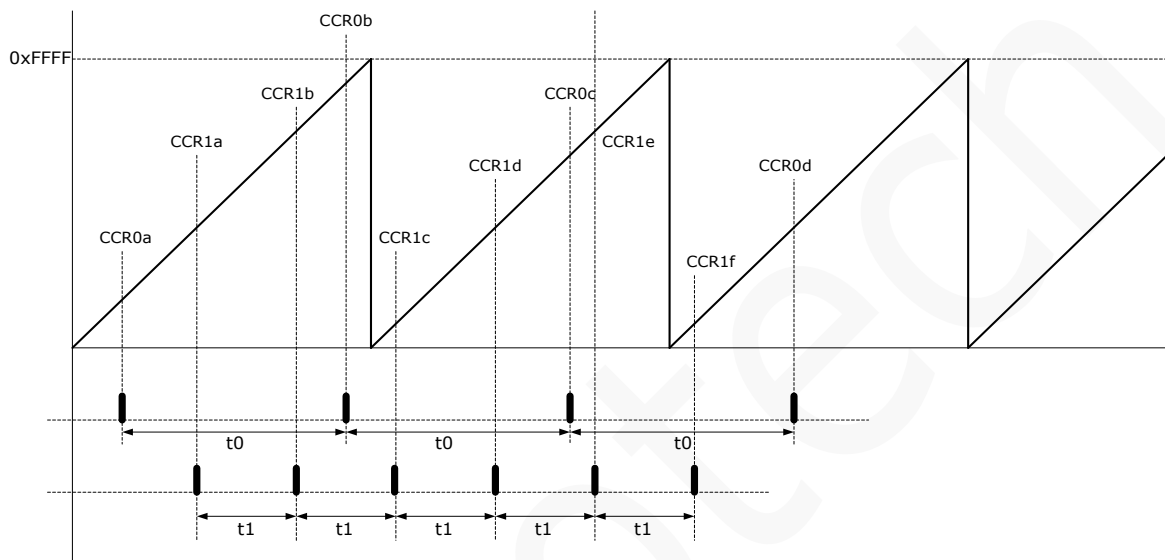 CCR0b
0xFFFF
CCR1b
CCR0c
CCR1a
CCR1e
CCR1d
CCR0d
CCR0a
CCR1c
CCR1f
t0
t0
t0
t1
t1
t1
t1
t1
otech